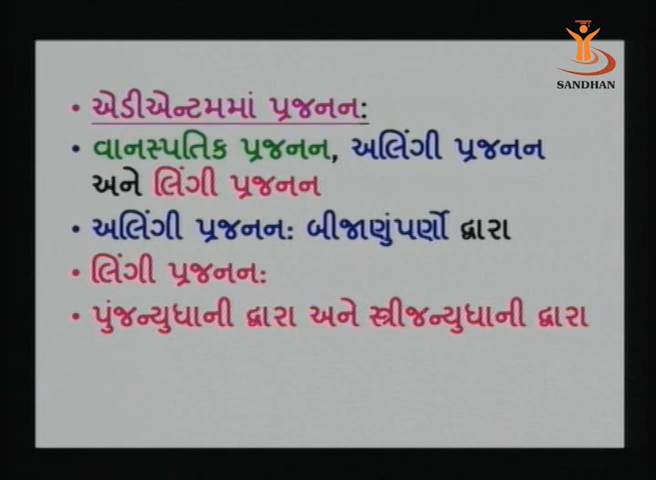 SANDHAN
• એડીએન્ટમમાં પ્રજનન:
• વાનસ્પતિક પ્રજનન, અલિંગી પ્રજનન
અને લિંગી પ્રજનન
• અલિંગી પ્રજનન: બીજાણુંપર્ણો દ્વારા
• લિંગી પ્રજનન:
• પુંજન્યુધાની દ્વારા અને સ્ત્રીજન્યુધાની દ્વારા